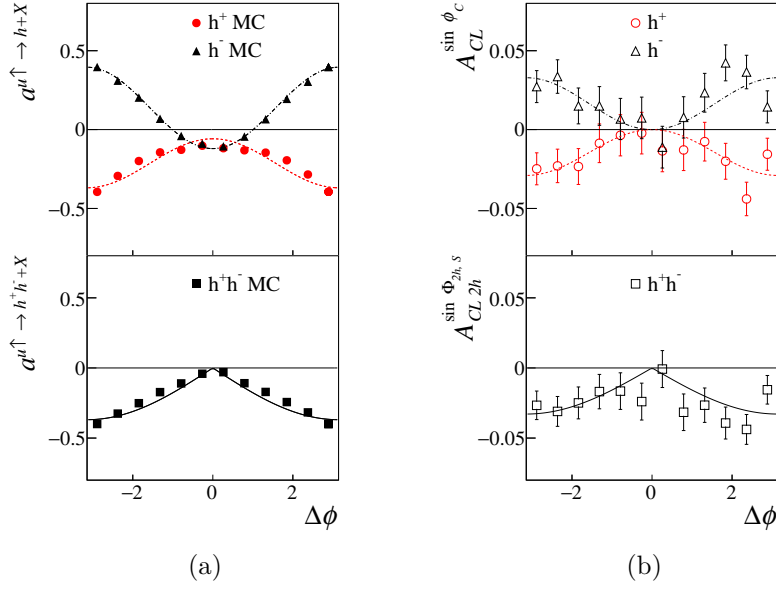 a^{u↑ → h+X}
h⁺ MC
h⁻ MC
0.5
0
−0.5
A_{CL}^{sin ϕ_C}
h⁺
h⁻
0.05
0
−0.05
a^{u↑ → h⁺h⁻+X}
h⁺h⁻ MC
0.5
0
−0.5
−2 0 2
Δϕ
A_{CL 2h}^{sin Φ_{2h, S}}
h⁺h⁻
0.05
0
−0.05
−2 0 2
Δϕ
(a)
(b)